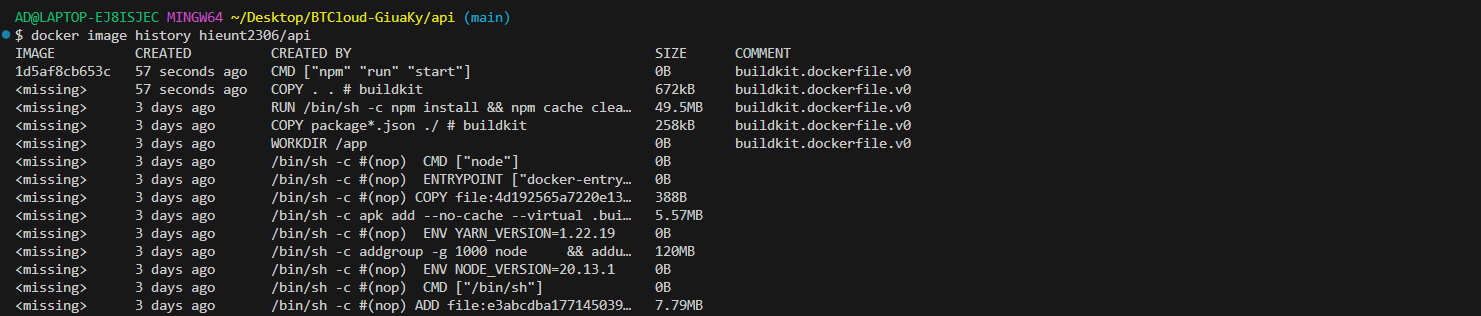 AD@LAPTOP-EJ8ISJEC MINGW64 ~/Desktop/BTCloud-GiuaKy/api (main)
$ docker image history hieunt2306/api
IMAGE CREATED CREATED BY SIZE COMMENT
1d5af8cb653c 57 seconds ago CMD ["npm" "run" "start"] 0B buildkit.dockerfile.v0
<missing> 57 seconds ago COPY . . # buildkit 672kB buildkit.dockerfile.v0
<missing> 3 days ago RUN /bin/sh -c npm install && npm cache clea… 49.5MB buildkit.dockerfile.v0
<missing> 3 days ago COPY package*.json ./ # buildkit 258kB buildkit.dockerfile.v0
<missing> 3 days ago WORKDIR /app 0B buildkit.dockerfile.v0
<missing> 3 days ago /bin/sh -c #(nop)  CMD ["node"] 0B
<missing> 3 days ago /bin/sh -c #(nop)  ENTRYPOINT ["docker-entry… 0B
<missing> 3 days ago /bin/sh -c #(nop) COPY file:4d192565a7220e13… 388B
<missing> 3 days ago /bin/sh -c apk add --no-cache --virtual .bui… 5.57MB
<missing> 3 days ago /bin/sh -c #(nop)  ENV YARN_VERSION=1.22.19 0B
<missing> 3 days ago /bin/sh -c addgroup -g 1000 node     && addu… 120MB
<missing> 3 days ago /bin/sh -c #(nop)  ENV NODE_VERSION=20.13.1 0B
<missing> 3 days ago /bin/sh -c #(nop)  CMD ["/bin/sh"] 0B
<missing> 3 days ago /bin/sh -c #(nop) ADD file:e3abcdba177145039… 7.79MB